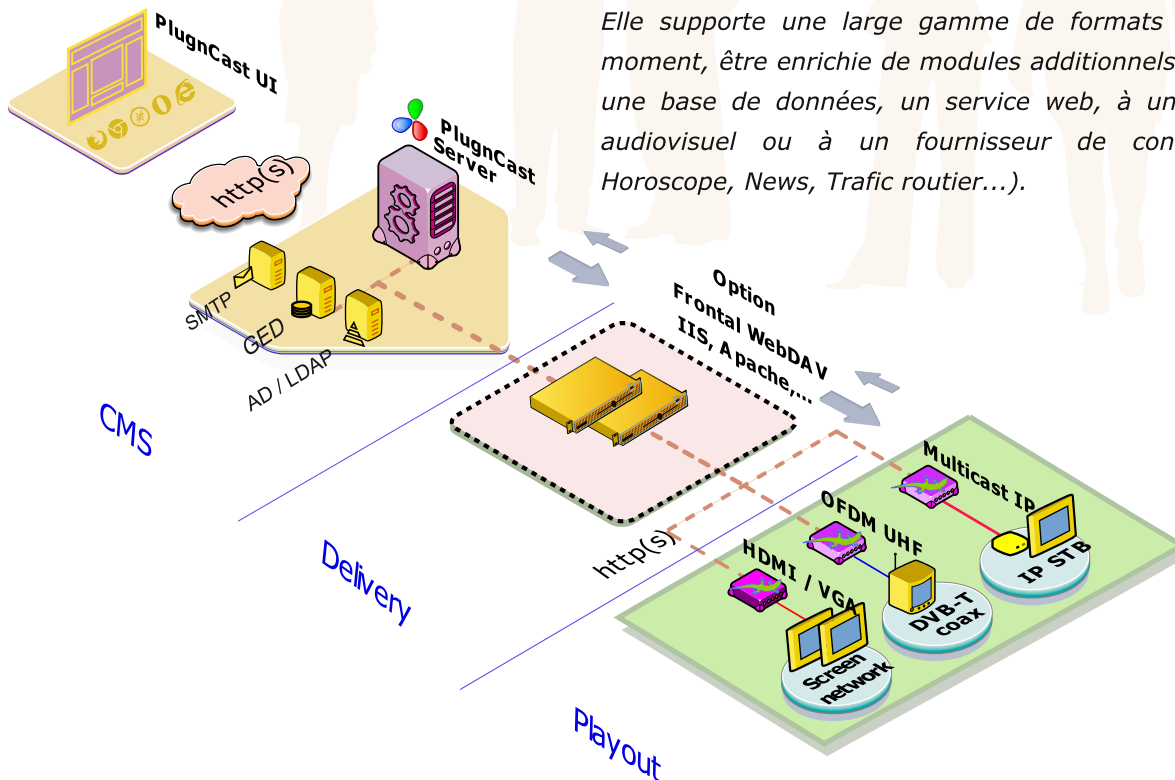 Elle supporte une large gamme de formats
moment, être enrichie de modules additionnels
une base de données, un service web, à un
audiovisuel ou à un fournisseur de con
Horoscope, News, Trafic routier...).
PlugnCast UI
PlugnCast
Server
http(s)
SMTP
GED
AD / LDAP
CMS
Option
Frontal WebDAV
IIS, Apache,...
Delivery
http(s)
Multicast IP
OFDM UHF
HDMI / VGA
IP STB
DVB-T
coax
Screen
network
Playout